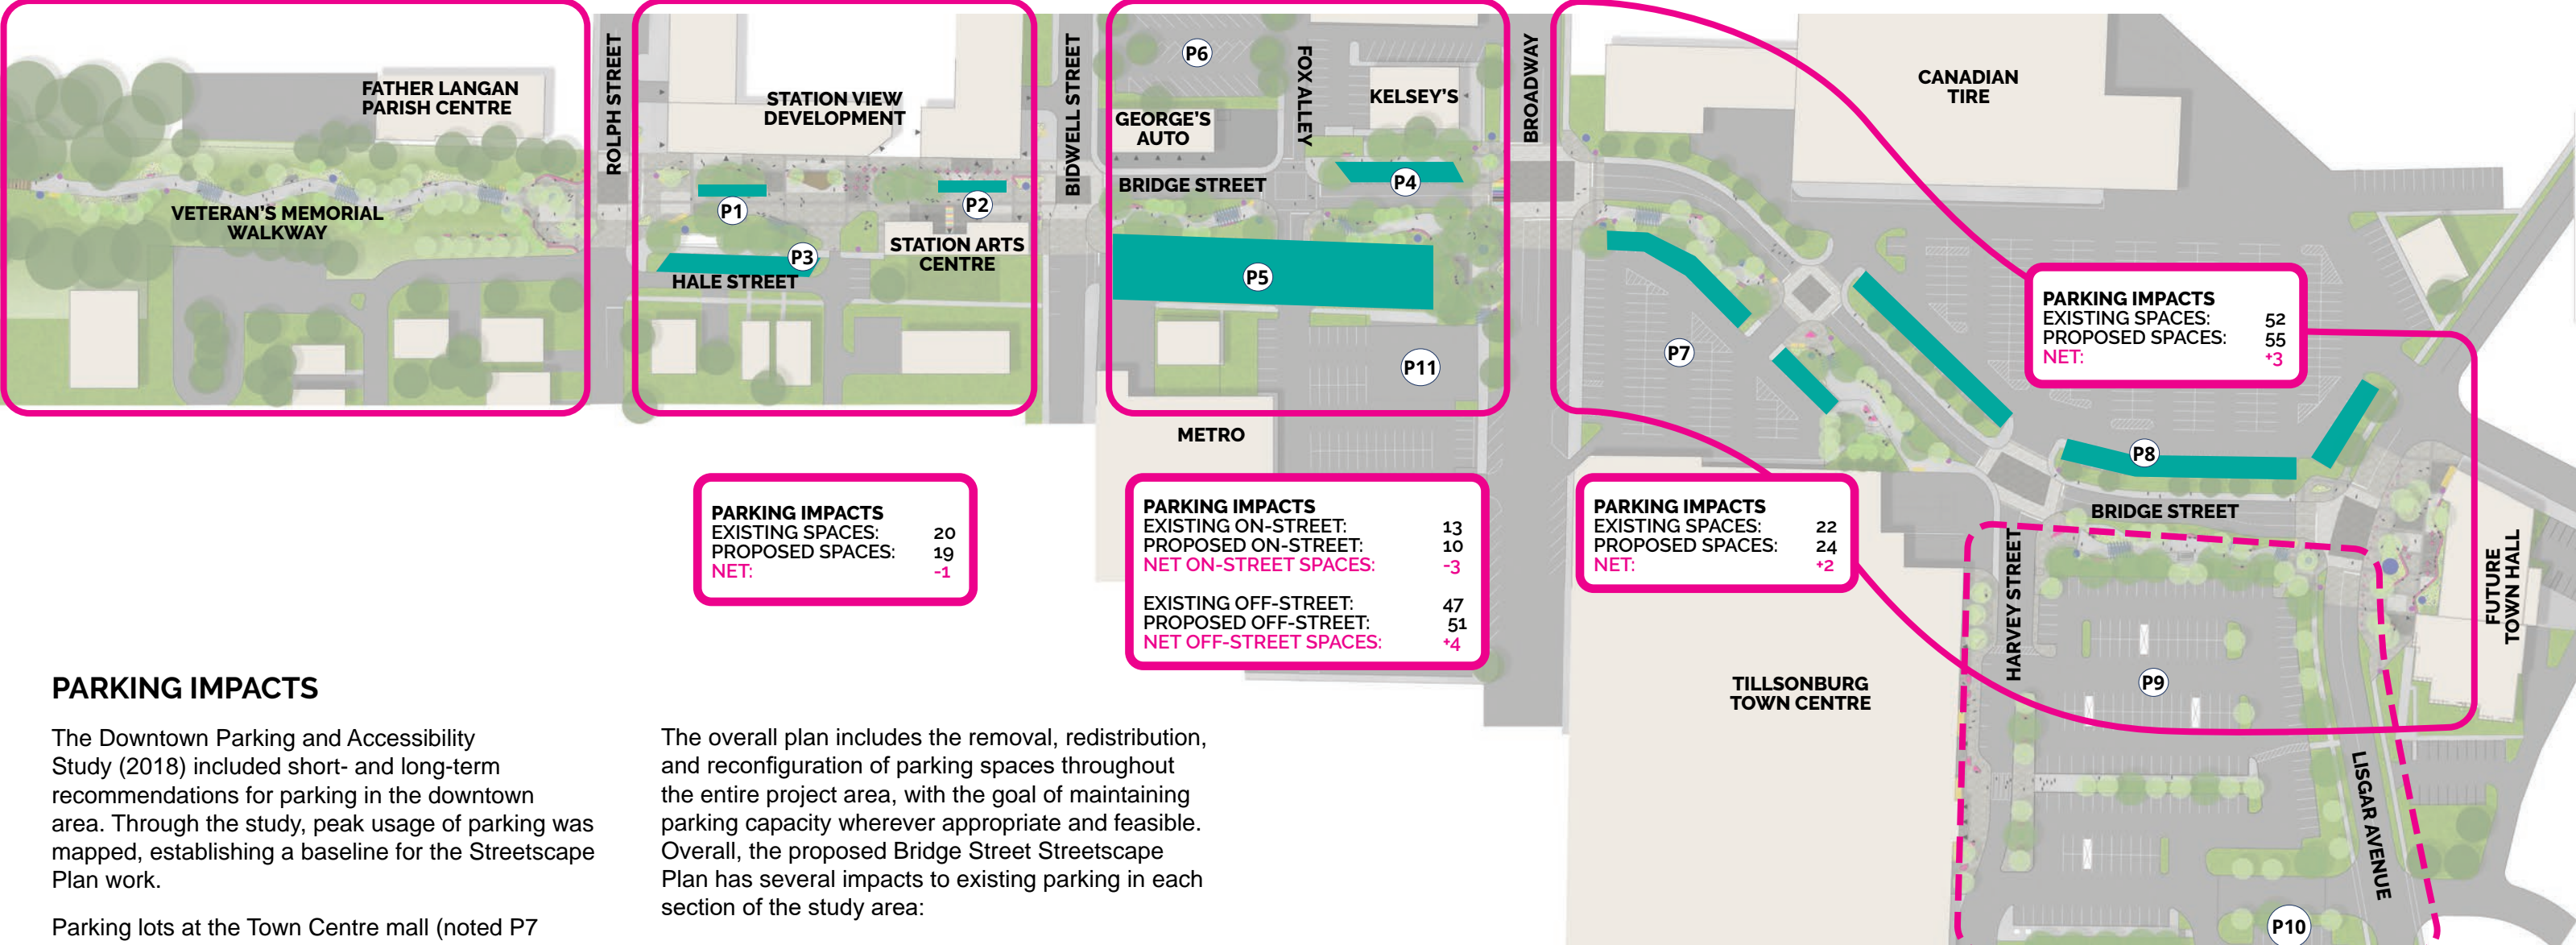 FATHER LANGAN
PARISH CENTRE
VETERAN'S MEMORIAL
WALKWAY
ROLPH STREET
STATION VIEW
DEVELOPMENT
P1
P2
P3
HALE STREET
STATION ARTS
CENTRE
BIDWELL STREET
P6
GEORGE'S
AUTO
FOX ALLEY
KELSEY'S
BRIDGE STREET
P4
P5
P11
METRO
BROADWAY
CANADIAN
TIRE
P7
P8
BRIDGE STREET
HARVEY STREET
FUTURE
TOWN HALL
P9
TILLSONBURG
TOWN CENTRE
LISGAR AVENUE
P10
PARKING IMPACTS
EXISTING SPACES: 52
PROPOSED SPACES: 55
NET: +3
PARKING IMPACTS
EXISTING SPACES: 20
PROPOSED SPACES: 19
NET: -1
PARKING IMPACTS
EXISTING ON-STREET: 13
PROPOSED ON-STREET: 10
NET ON-STREET SPACES: -3
EXISTING OFF-STREET: 47
PROPOSED OFF-STREET: 51
NET OFF-STREET SPACES: +4
PARKING IMPACTS
EXISTING SPACES: 22
PROPOSED SPACES: 24
NET: +2
PARKING IMPACTS
The Downtown Parking and Accessibility
Study (2018) included short- and long-term
recommendations for parking in the downtown
area. Through the study, peak usage of parking was
mapped, establishing a baseline for the Streetscape
Plan work.
Parking lots at the Town Centre mall (noted P7
The overall plan includes the removal, redistribution,
and reconfiguration of parking spaces throughout
the entire project area, with the goal of maintaining
parking capacity wherever appropriate and feasible.
Overall, the proposed Bridge Street Streetscape
Plan has several impacts to existing parking in each
section of the study area: